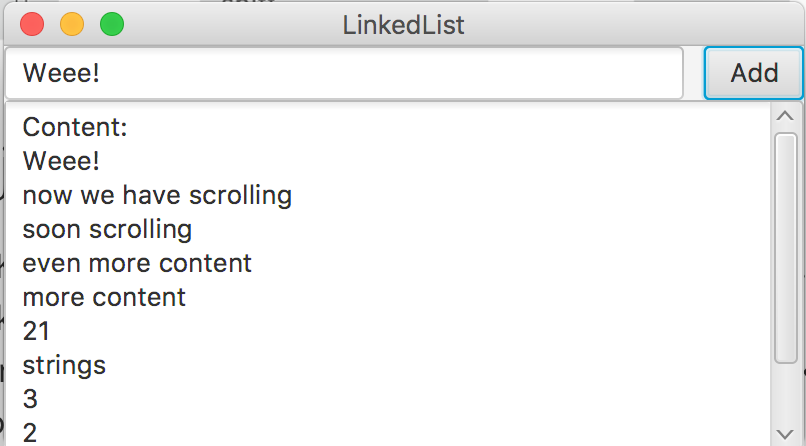 LinkedList
Weee!
Add
Content:
Weee!
now we have scrolling
soon scrolling
even more content
more content
21
strings
3
2